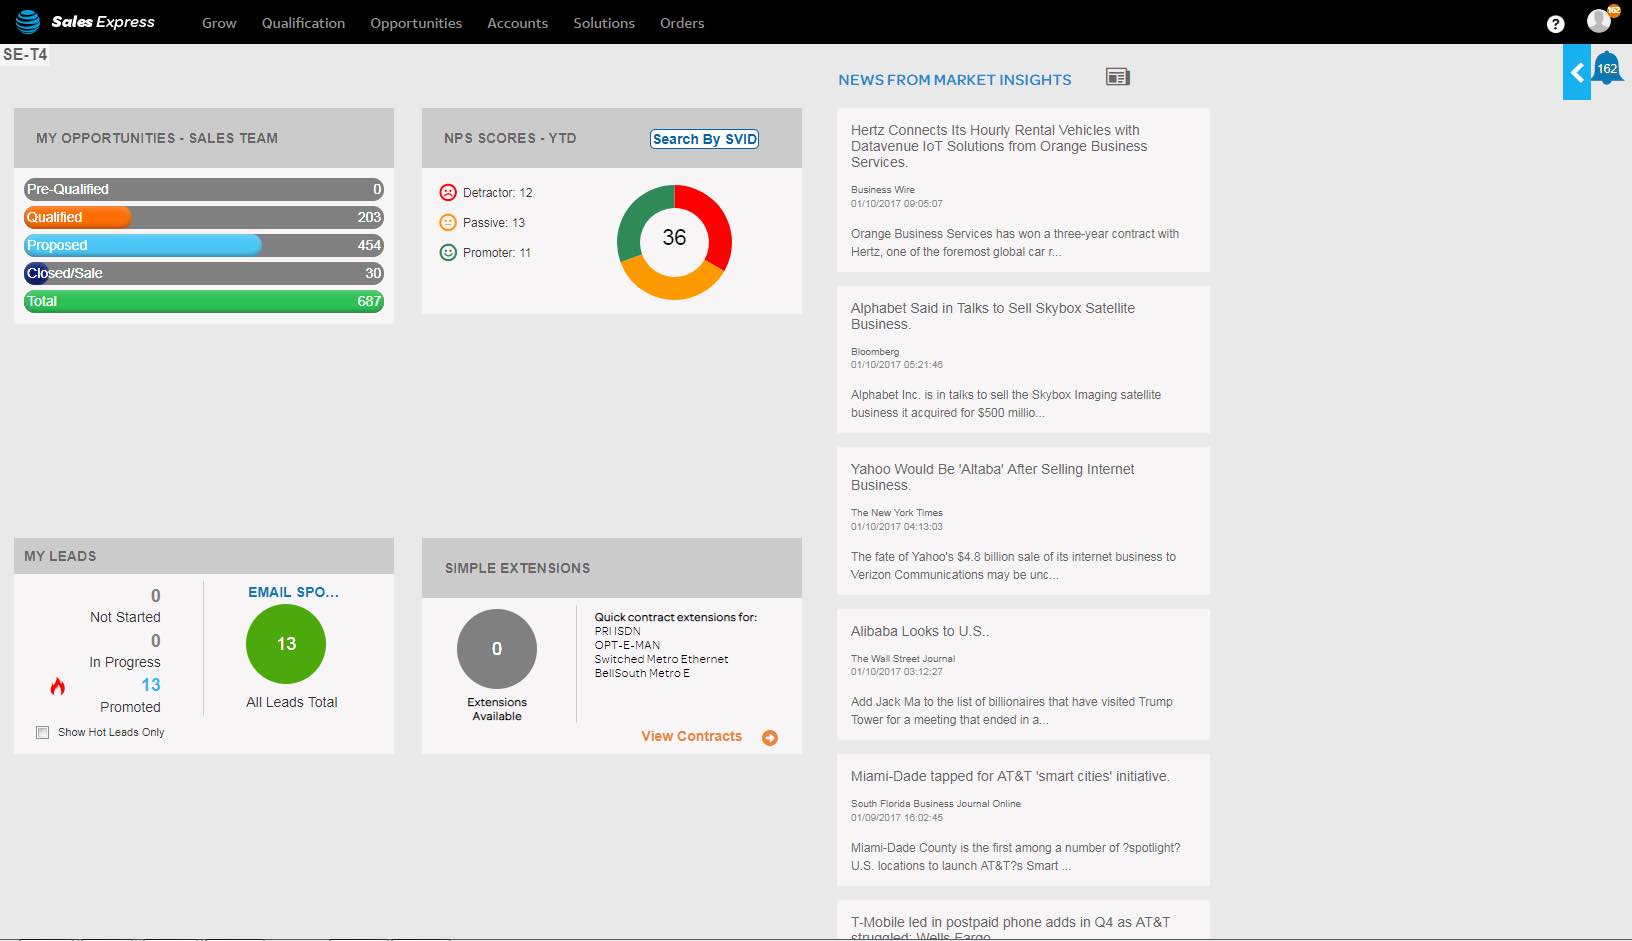 Sales Express
Grow
Qualification
Opportunities
Accounts
Solutions
Orders
?
162
SE-T4
162
MY OPPORTUNITIES - SALES TEAM
Pre-Qualified 0
Qualified 203
Proposed 454
Closed/Sale 30
Total 687
NPS SCORES - YTD
Search By SVID
Detractor: 12
Passive: 13
Promoter: 11
36
MY LEADS
0
Not Started
0
In Progress
13
Promoted
Show Hot Leads Only
EMAIL SPO...
13
All Leads Total
SIMPLE EXTENSIONS
0
Extensions
Available
Quick contract extensions for:
PRI ISDN
OPT-E-MAN
Switched Metro Ethernet
BellSouth Metro E
View Contracts
NEWS FROM MARKET INSIGHTS
Hertz Connects Its Hourly Rental Vehicles with
Datavenue IoT Solutions from Orange Business
Services.
Business Wire
01/10/2017 09:05:07
Orange Business Services has won a three-year contract with
Hertz, one of the foremost global car r...
Alphabet Said in Talks to Sell Skybox Satellite
Business.
Bloomberg
01/10/2017 05:21:46
Alphabet Inc. is in talks to sell the Skybox Imaging satellite
business it acquired for $500 millio...
Yahoo Would Be 'Altaba' After Selling Internet
Business.
The New York Times
01/10/2017 04:13:03
The fate of Yahoo's $4.8 billion sale of its internet business to
Verizon Communications may be unc...
Alibaba Looks to U.S..
The Wall Street Journal
01/10/2017 03:12:27
Add Jack Ma to the list of billionaires that have visited Trump
Tower for a meeting that ended in a...
Miami-Dade tapped for AT&T 'smart cities' initiative.
South Florida Business Journal Online
01/09/2017 16:02:45
Miami-Dade County is the first among a number of ?spotlight?
U.S. locations to launch AT&T?s Smart ...
T-Mobile led in postpaid phone adds in Q4 as AT&T
struggled: Wells Fargo